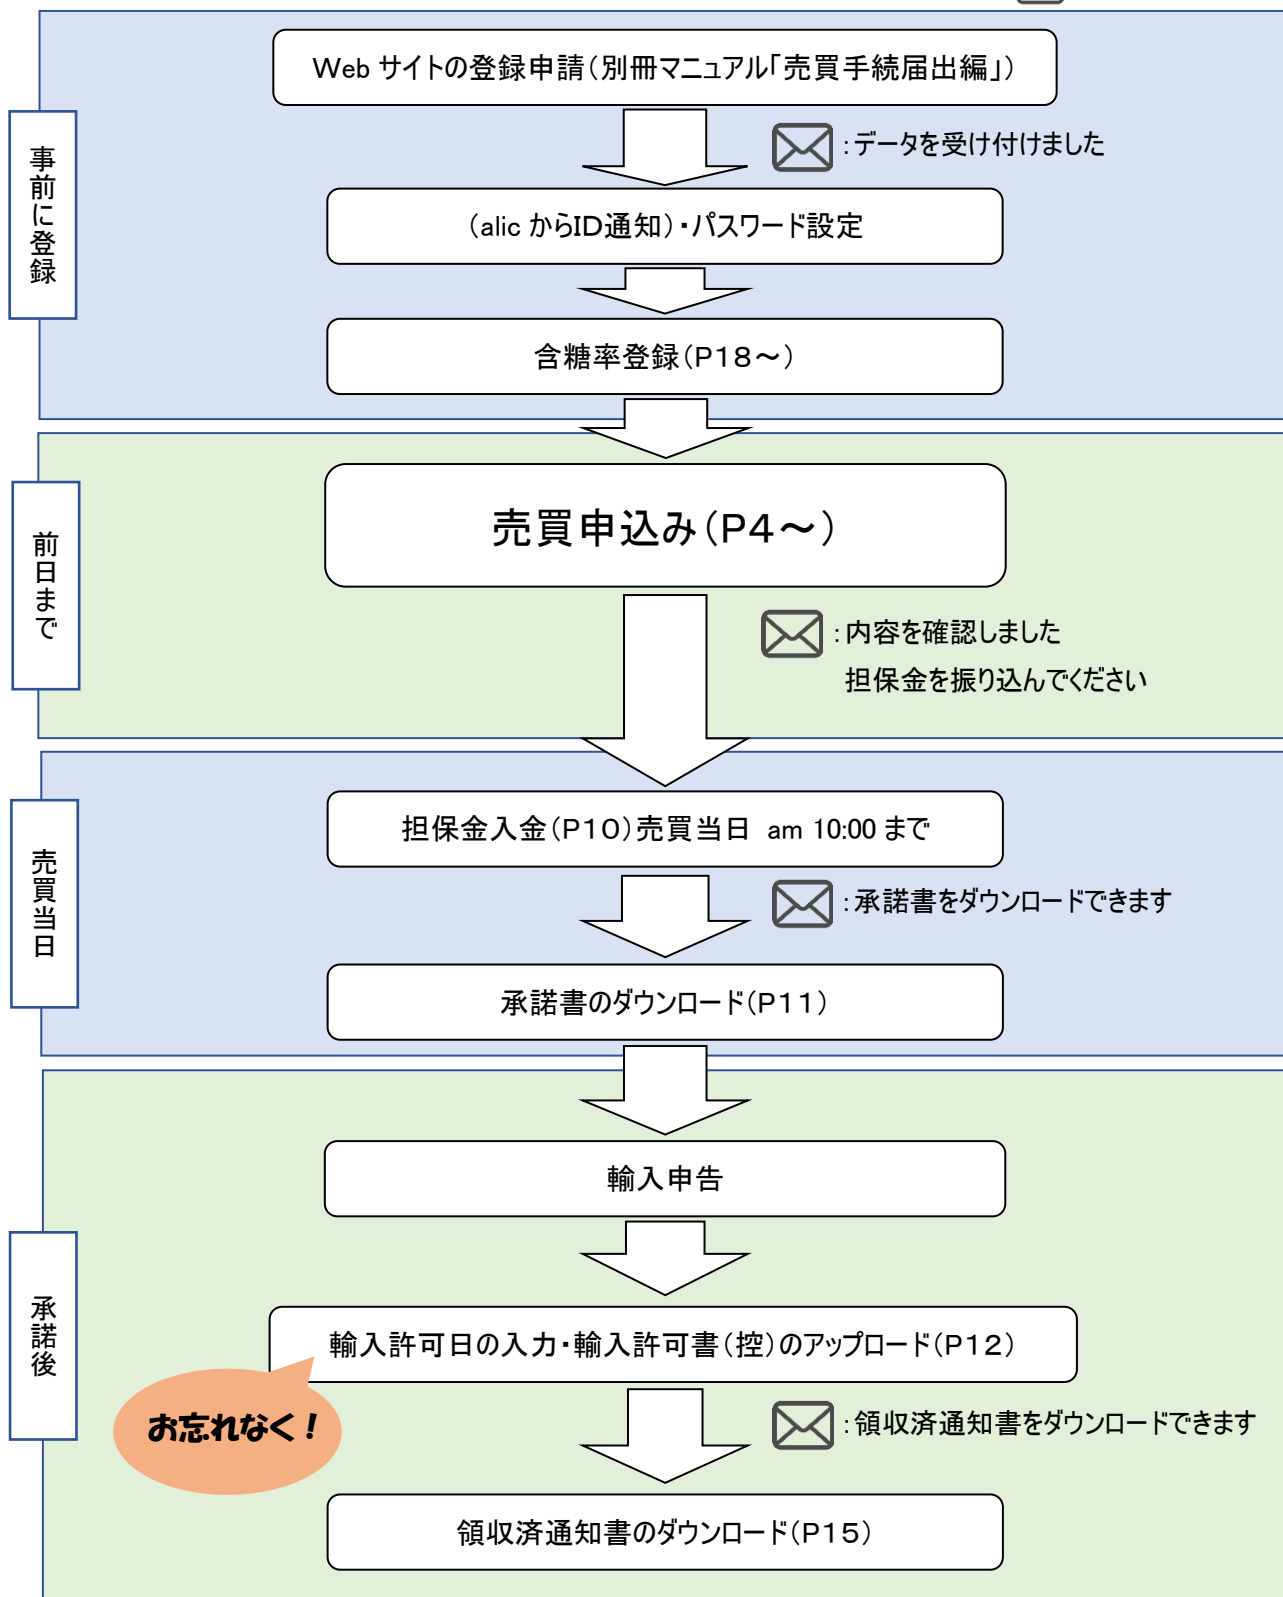 Web サイトの登録申請（別冊マニュアル「売買手続届出編」）
事前に登録
：データを受け付けました
（alic からID通知）・パスワード設定
含糖率登録（P18～）
売買申込み（P4～）
前日まで
：内容を確認しました
担保金を振り込んでください
担保金入金（P10）売買当日 am 10:00 まで
売買当日
：承諾書をダウンロードできます
承諾書のダウンロード（P11）
輸入申告
承諾後
輸入許可日の入力・輸入許可書（控）のアップロード（P12）
お忘れなく！
：領収済通知書をダウンロードできます
領収済通知書のダウンロード（P15）